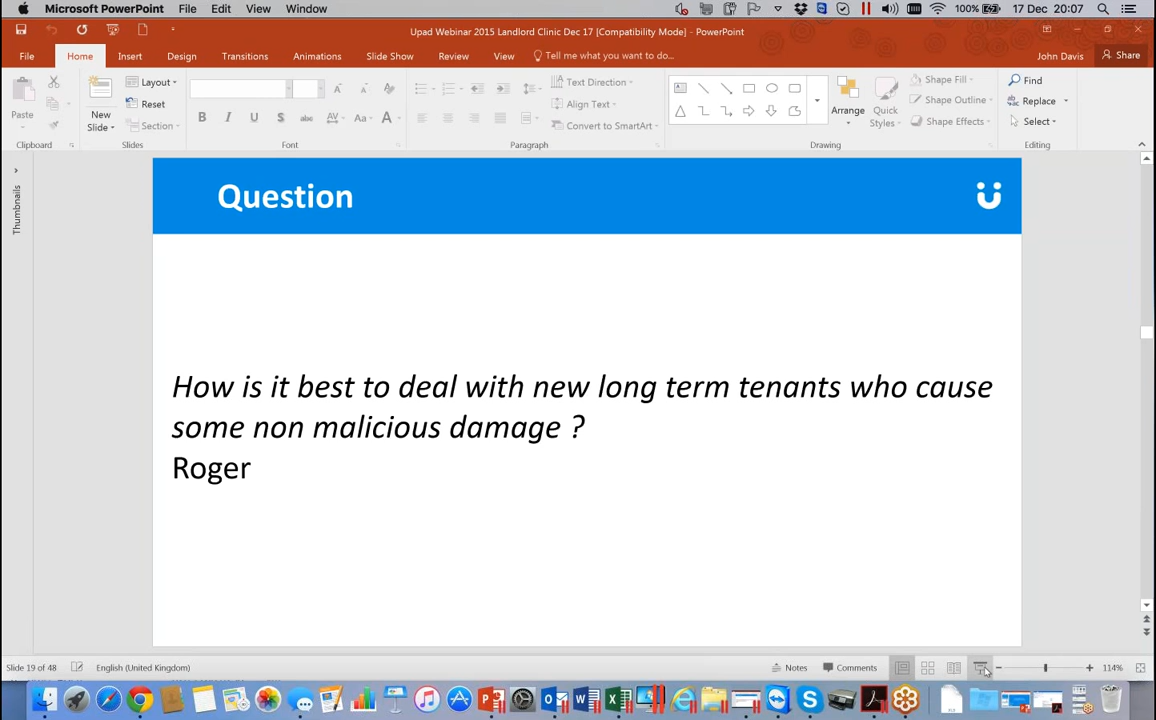 Microsoft PowerPoint File Edit View Window 100% 17 Dec 20:07
Upad Webinar 2015 Landlord Clinic Dec 17 [Compatibility Mode] - PowerPoint
File Home Insert Design Transitions Animations Slide Show Review View Tell me what you want to do... John Davis Share
Paste
Clipboard
New Slide
Layout
Reset
Section
Slides
B I U S abc AV Aa A
Font
Text Direction
Align Text
Convert to SmartArt
Paragraph
Arrange
Quick Styles
Shape Fill
Shape Outline
Shape Effects
Drawing
Find
Replace
Select
Editing
Thumbnails
Question
How is it best to deal with new long term tenants who cause
some non malicious damage ?
Roger
Slide 19 of 48 English (United Kingdom) Notes Comments 114%